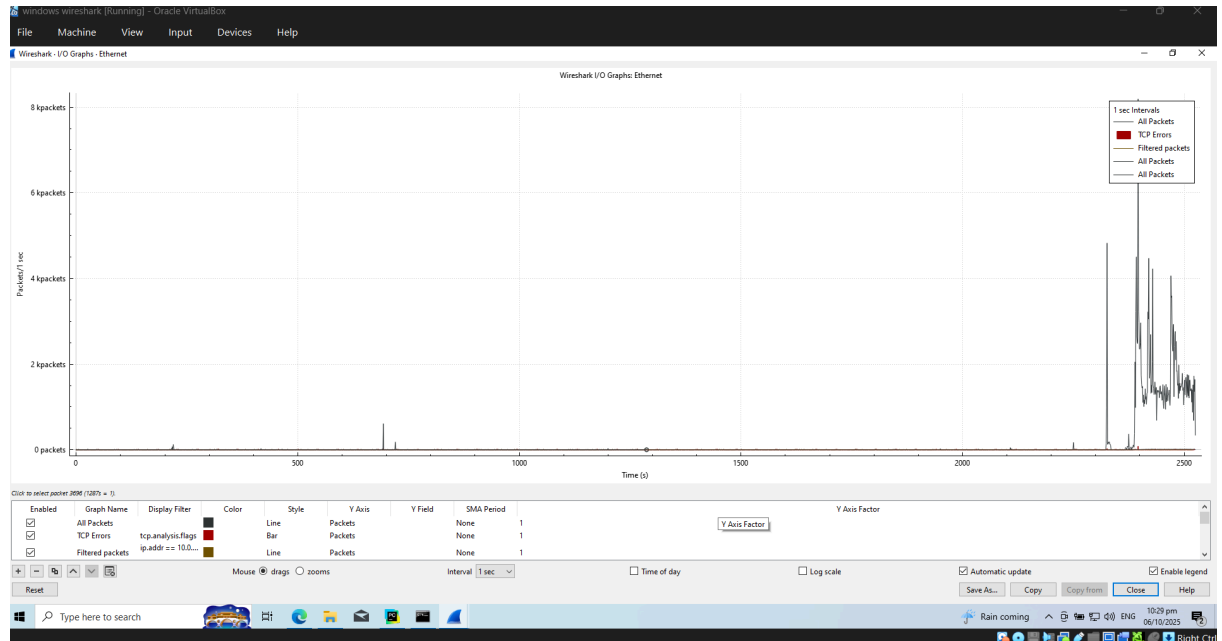 windows wireshark [Running] - Oracle VirtualBox
File Machine View Input Devices Help
Wireshark · I/O Graphs · Ethernet
Wireshark I/O Graphs: Ethernet
8 kpackets
6 kpackets
4 kpackets
2 kpackets
0 packets
Packets/1 sec
1 sec Intervals
All Packets
TCP Errors
Filtered packets
All Packets
All Packets
0 500 1000 1500 2000 2500
Time (s)
Click to select packet 3696 (1287s = 1).
Enabled Graph Name Display Filter Color Style Y Axis Y Field SMA Period Y Axis Factor
All Packets Line Packets None 1
TCP Errors tcp.analysis.flags Bar Packets None 1
Filtered packets ip.addr == 10.0.... Line Packets None 1
Y Axis Factor
Mouse drags zooms Interval 1 sec Time of day Log scale Automatic update Enable legend
Reset Save As... Copy Copy from Close Help
Type here to search Rain coming ENG 10:29 pm
06/10/2025 2
Right Ctrl